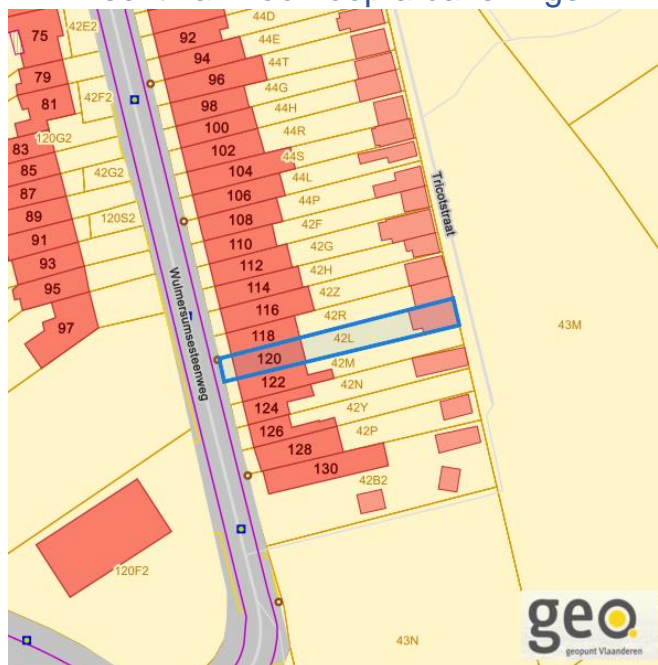 75
79
81
83
85
87
89
91
93
95
97
42E2
42F2
120G2
42G2
120S2
92
94
96
98
100
102
104
106
108
110
112
114
116
118
120
122
124
126
128
130
44D
44E
44T
44G
44H
44R
44S
44L
44P
42F
42G
42H
42Z
42R
42L
42M
42N
42Y
42P
42B2
Tricotstraat
Wulmersumsesteenweg
43M
120F2
43N
geo
geopunt Vlaanderen